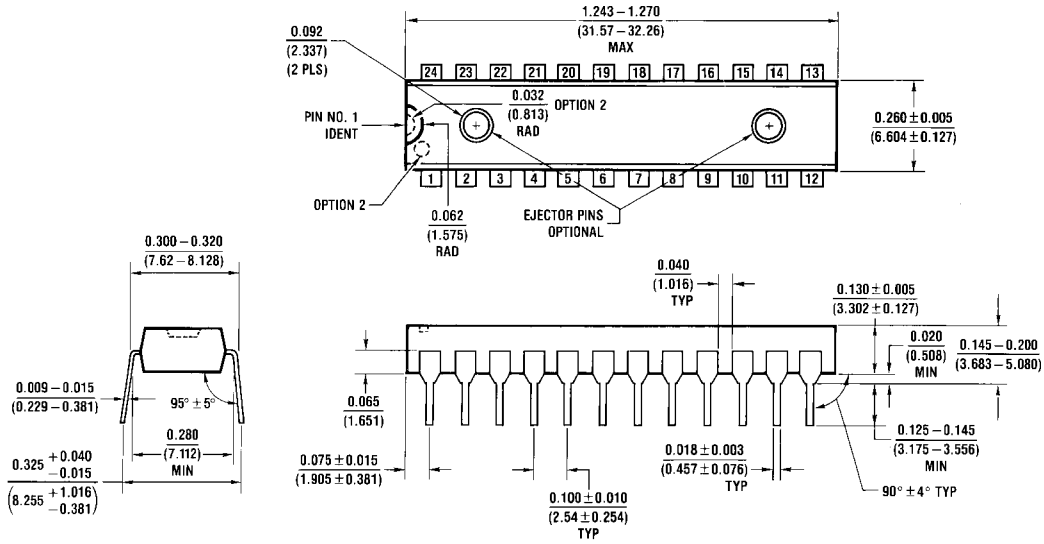 1.243 – 1.270
(31.57 – 32.26)
MAX
0.092
(2.337)
(2 PLS)
24 23 22 21 20 19 18 17 16 15 14 13
0.032
(0.813)
RAD
OPTION 2
PIN NO. 1
IDENT
0.260 ± 0.005
(6.604 ± 0.127)
1 2 3 4 5 6 7 8 9 10 11 12
OPTION 2
0.062
(1.575)
RAD
EJECTOR PINS
OPTIONAL
0.300 – 0.320
(7.62 – 8.128)
0.040
(1.016)
TYP
0.130 ± 0.005
(3.302 ± 0.127)
0.020
(0.508)
MIN
0.145 – 0.200
(3.683 – 5.080)
0.009 – 0.015
(0.229 – 0.381)
95° ± 5°
0.065
(1.651)
0.280
(7.112)
MIN
0.125 – 0.145
(3.175 – 3.556)
MIN
0.325 +0.040 −0.015
(8.255 +1.016 −0.381)
0.075 ± 0.015
(1.905 ± 0.381)
0.018 ± 0.003
(0.457 ± 0.076)
TYP
90° ± 4° TYP
0.100 ± 0.010
(2.54 ± 0.254)
TYP